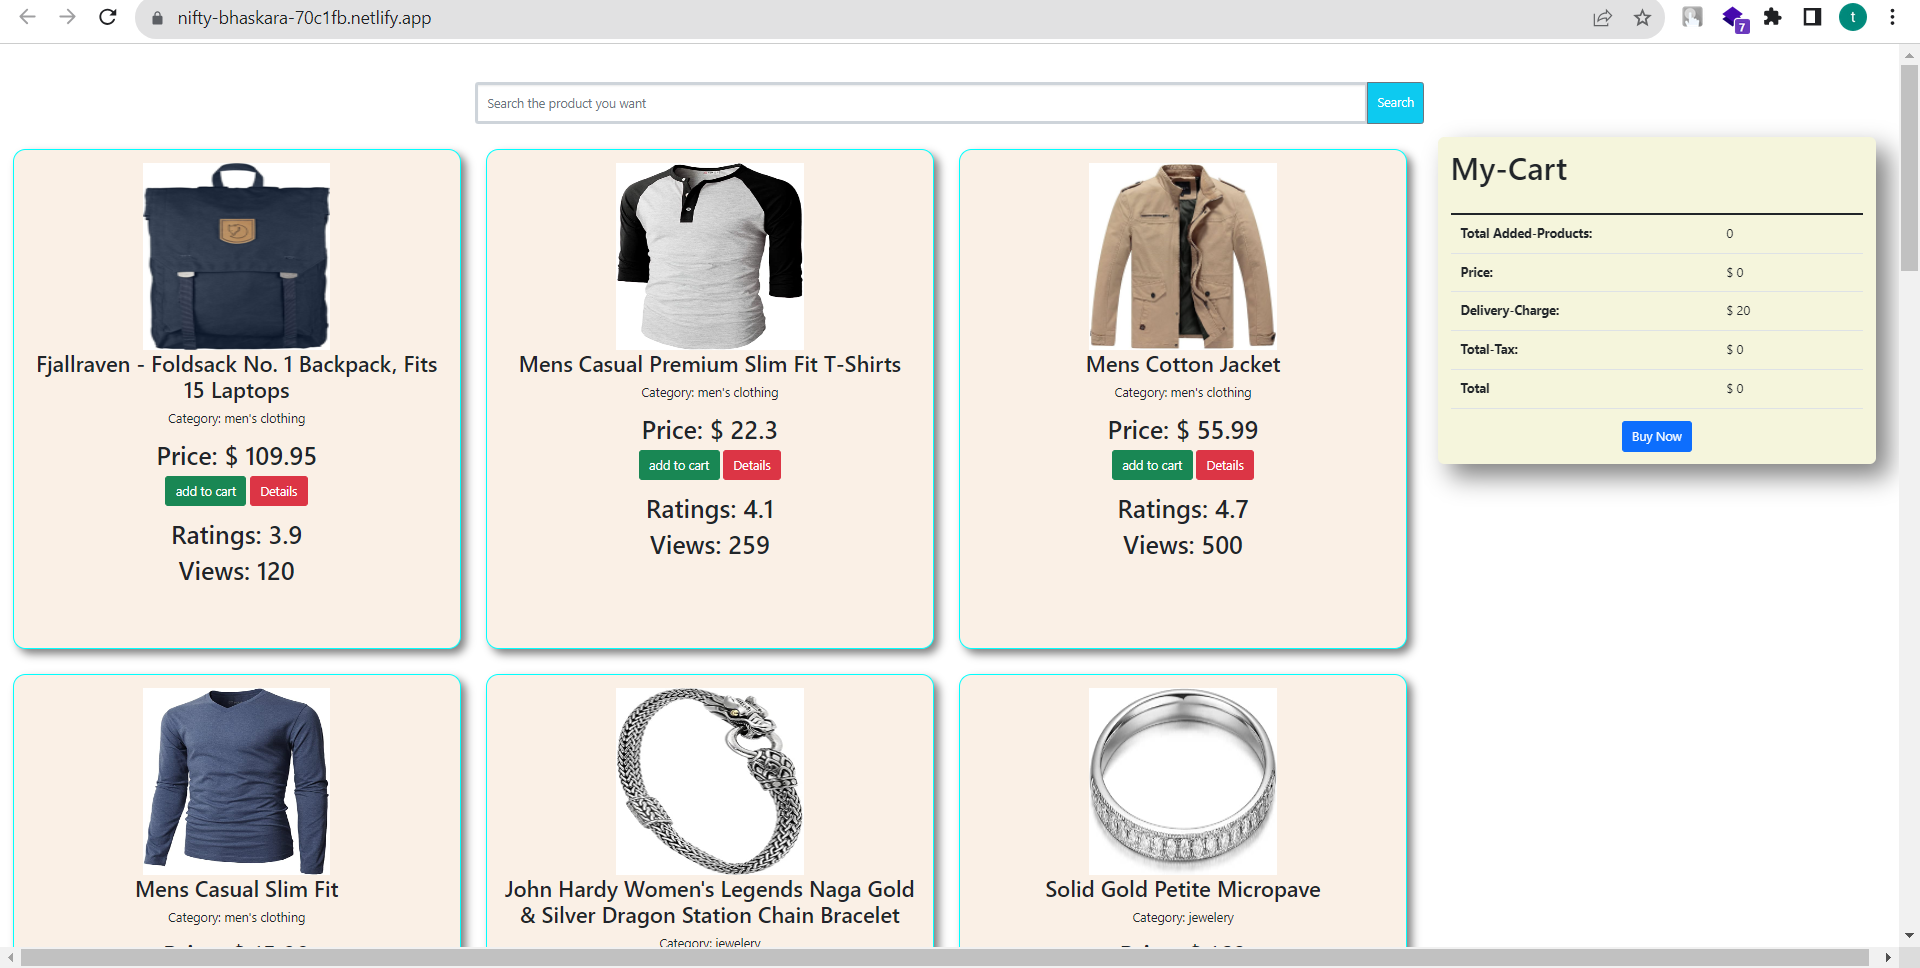 nifty-bhaskara-70c1fb.netlify.app
7
t
Search the product you want
Search
Fjallraven - Foldsack No. 1 Backpack, Fits
15 Laptops
Category: men's clothing
Price: $ 109.95
add to cart
Details
Ratings: 3.9
Views: 120
Mens Casual Premium Slim Fit T-Shirts
Category: men's clothing
Price: $ 22.3
add to cart
Details
Ratings: 4.1
Views: 259
Mens Cotton Jacket
Category: men's clothing
Price: $ 55.99
add to cart
Details
Ratings: 4.7
Views: 500
My-Cart
Total Added-Products: 0
Price: $ 0
Delivery-Charge: $ 20
Total-Tax: $ 0
Total $ 0
Buy Now
Mens Casual Slim Fit
Category: men's clothing
John Hardy Women's Legends Naga Gold
& Silver Dragon Station Chain Bracelet
Category: jewelery
Solid Gold Petite Micropave
Category: jewelery